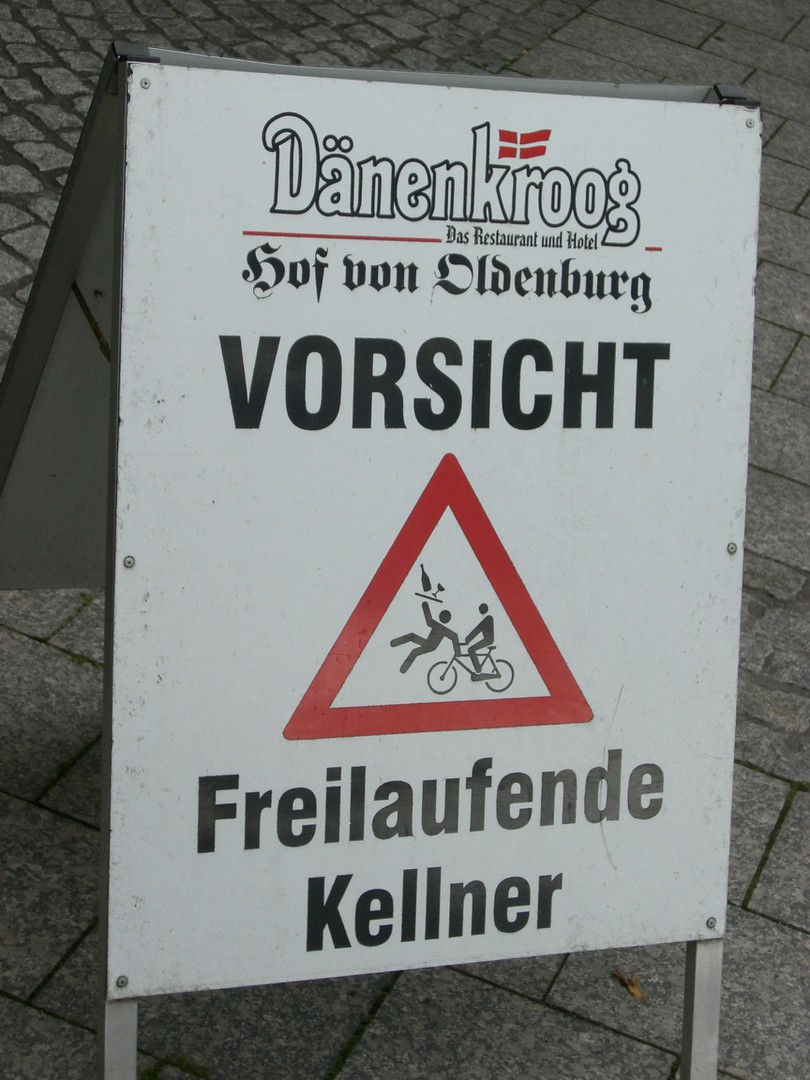 Dänenkroog
Das Restaurant und Hotel
Hof von Oldenburg
VORSICHT
Freilaufende
Kellner